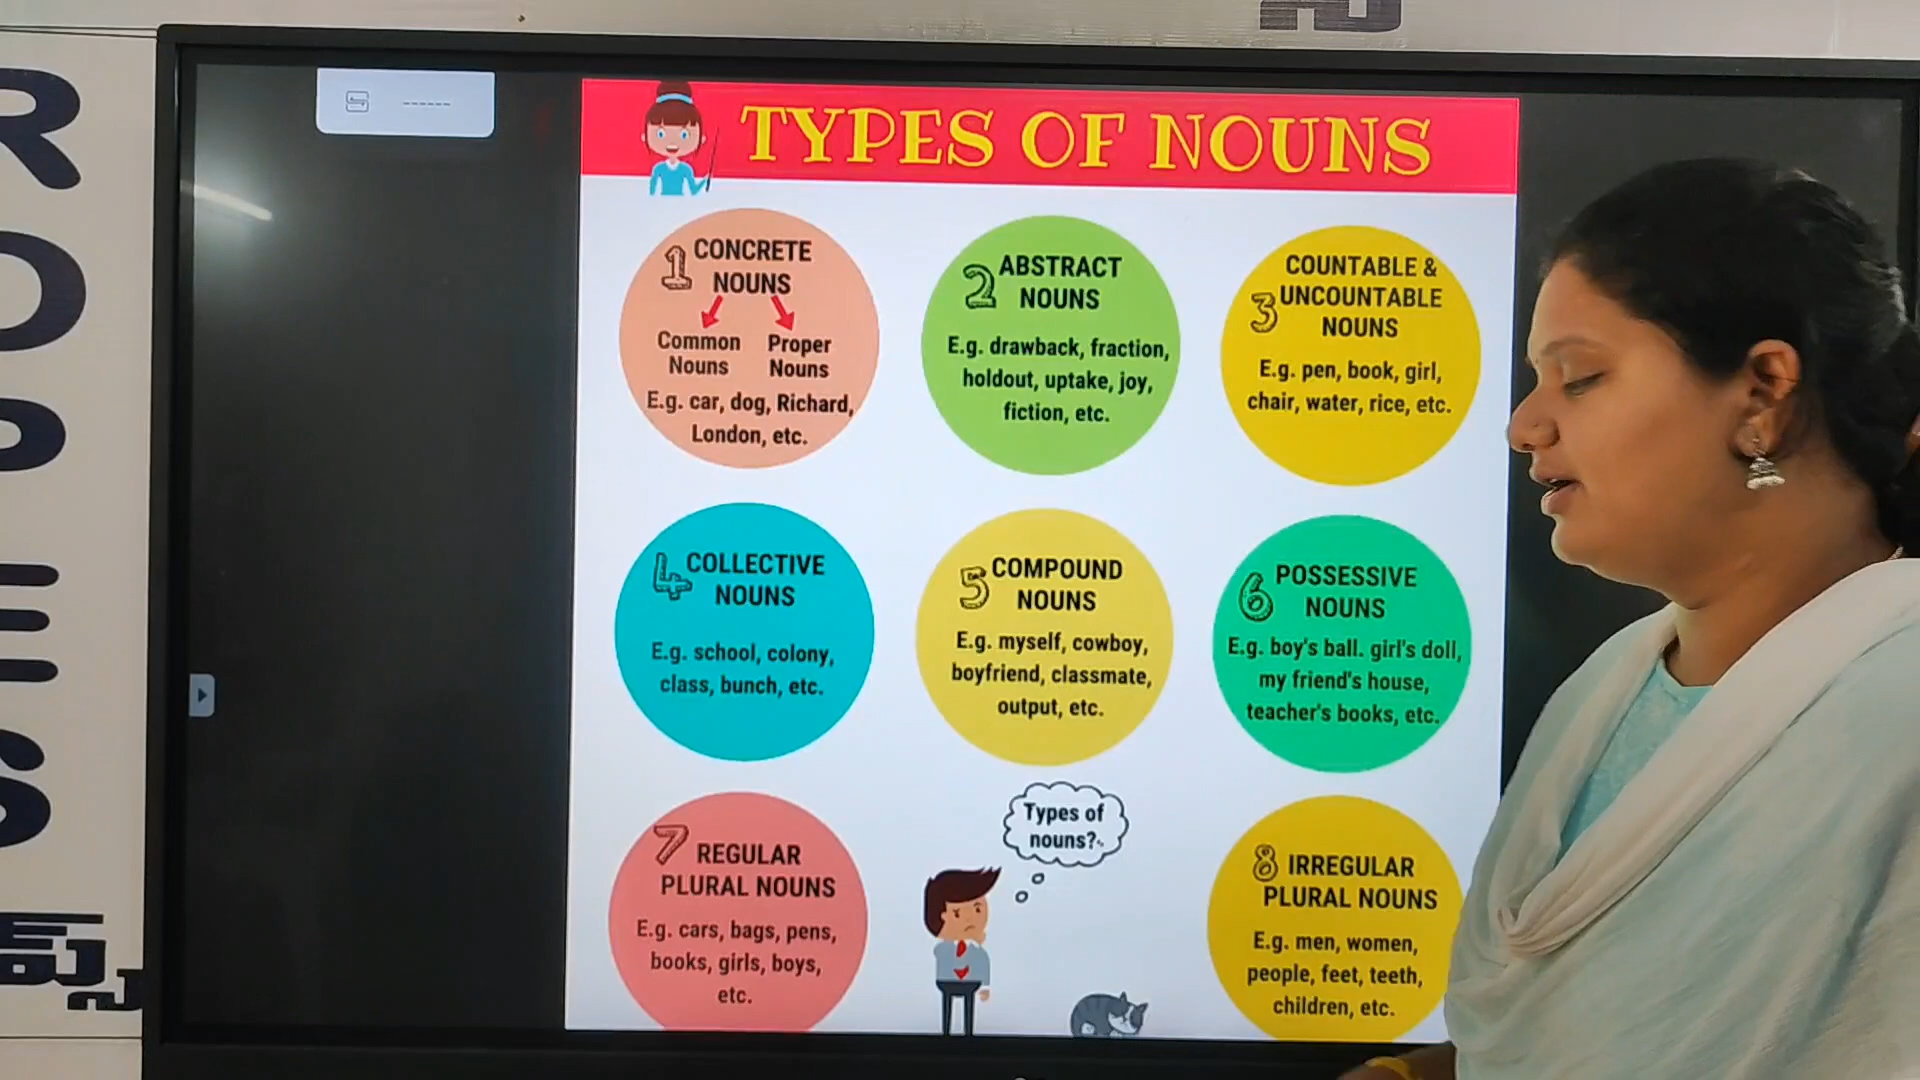 TYPES OF NOUNS
1 CONCRETE
NOUNS
Common Proper
Nouns Nouns
E.g. car, dog, Richard,
London, etc.
2 ABSTRACT
NOUNS
E.g. drawback, fraction,
holdout, uptake, joy,
fiction, etc.
COUNTABLE &
3 UNCOUNTABLE
NOUNS
E.g. pen, book, girl,
chair, water, rice, etc.
4 COLLECTIVE
NOUNS
E.g. school, colony,
class, bunch, etc.
5 COMPOUND
NOUNS
E.g. myself, cowboy,
boyfriend, classmate,
output, etc.
6 POSSESSIVE
NOUNS
E.g. boy's ball. girl's doll,
my friend's house,
teacher's books, etc.
7 REGULAR
PLURAL NOUNS
E.g. cars, bags, pens,
books, girls, boys,
etc.
Types of
nouns?
8 IRREGULAR
PLURAL NOUNS
E.g. men, women,
people, feet, teeth,
children, etc.
R
O
P
E
S